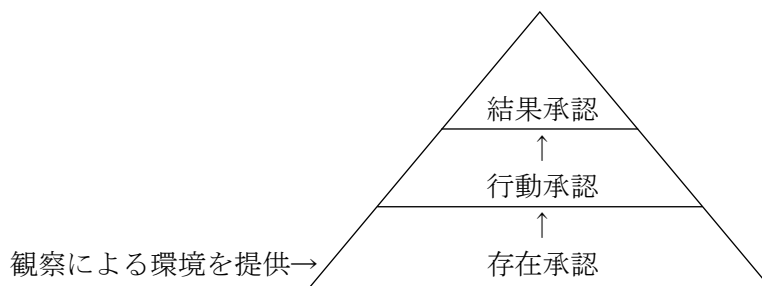 結果承認
↑
行動承認
↑
観察による環境を提供→ 存在承認